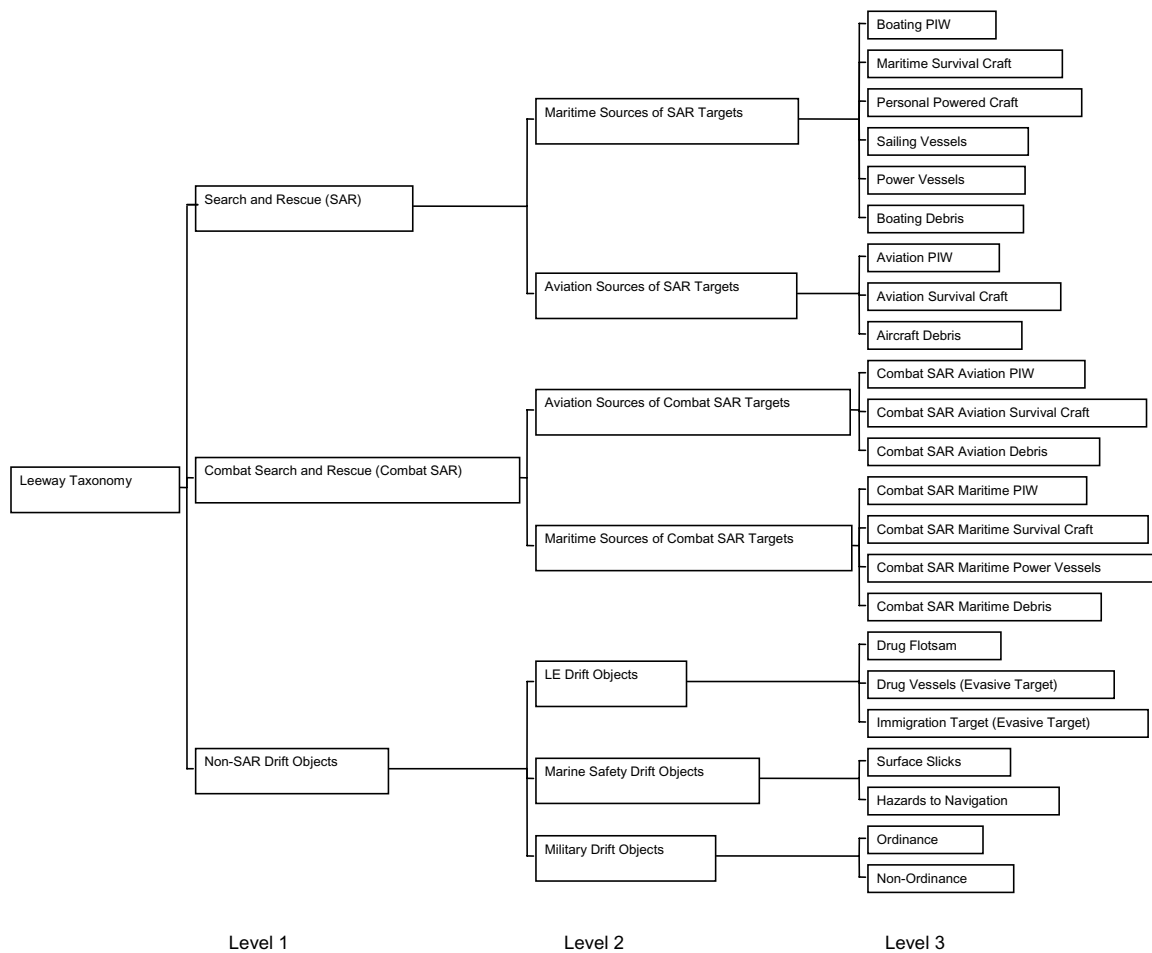 Leeway Taxonomy
Search and Rescue (SAR)
Maritime Sources of SAR Targets
Boating PIW
Maritime Survival Craft
Personal Powered Craft
Sailing Vessels
Power Vessels
Boating Debris
Aviation Sources of SAR Targets
Aviation PIW
Aviation Survival Craft
Aircraft Debris
Combat Search and Rescue (Combat SAR)
Aviation Sources of Combat SAR Targets
Combat SAR Aviation PIW
Combat SAR Aviation Survival Craft
Combat SAR Aviation Debris
Maritime Sources of Combat SAR Targets
Combat SAR Maritime PIW
Combat SAR Maritime Survival Craft
Combat SAR Maritime Power Vessels
Combat SAR Maritime Debris
Non-SAR Drift Objects
LE Drift Objects
Drug Flotsam
Drug Vessels (Evasive Target)
Immigration Target (Evasive Target)
Marine Safety Drift Objects
Surface Slicks
Hazards to Navigation
Military Drift Objects
Ordinance
Non-Ordinance
Level 1
Level 2
Level 3